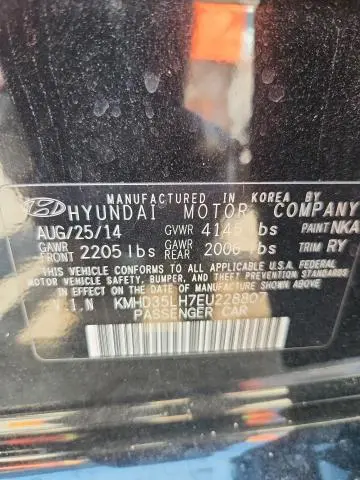 MANUFACTURED IN KOREA BY
HYUNDAI MOTOR COMPANY
AUG/25/14 GVWR 4145 lbs PAINT NKA
GAWR FRONT 2205 lbs GAWR REAR 2006 lbs TRIM RY
THIS VEHICLE CONFORMS TO ALL APPLICABLE U.S.A. FEDERAL
MOTOR VEHICLE SAFETY, BUMPER, AND THEFT PREVENTION STANDARDS
IN EFFECT ON THE DATE OF MANUFACTURE SHOWN ABOVE.
V.I.N KMHD35LH7EU228807
PASSENGER CAR